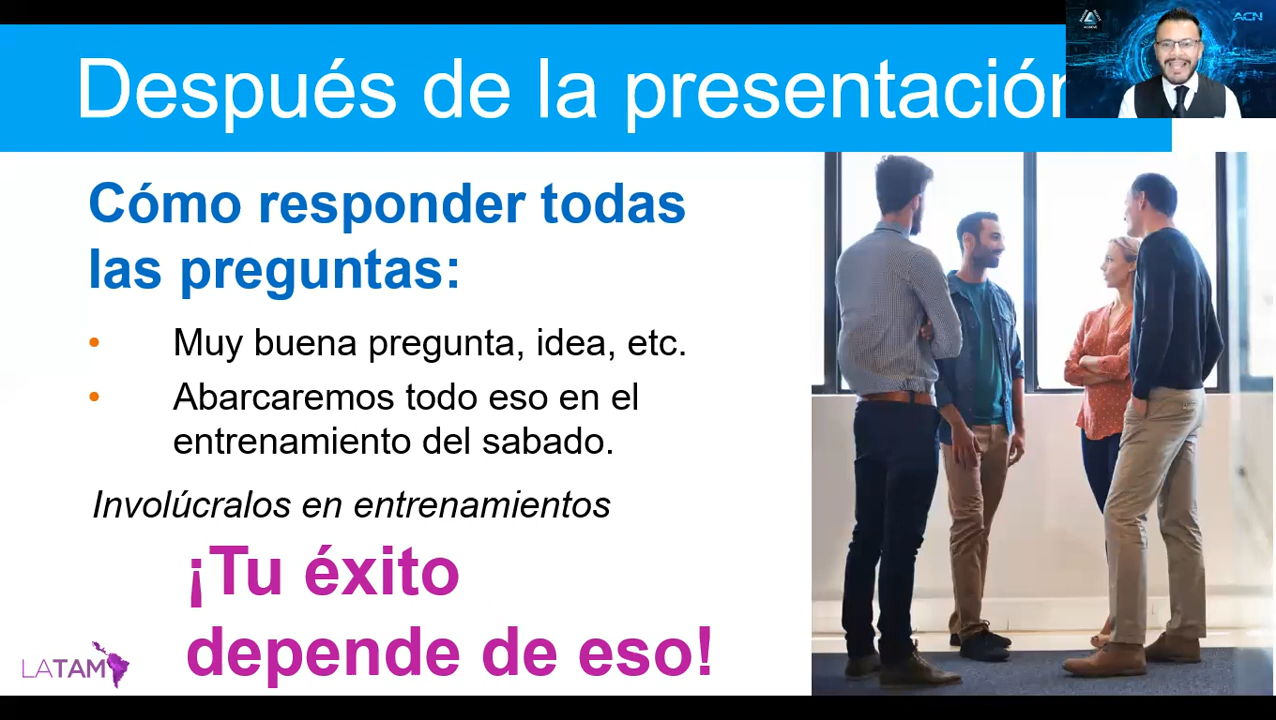 Después de la presentación
ACN
Cómo responder todas
las preguntas:
• Muy buena pregunta, idea, etc.
• Abarcaremos todo eso en el
entrenamiento del sabado.
Involúcralos en entrenamientos
¡Tu éxito
depende de eso!
LATAM